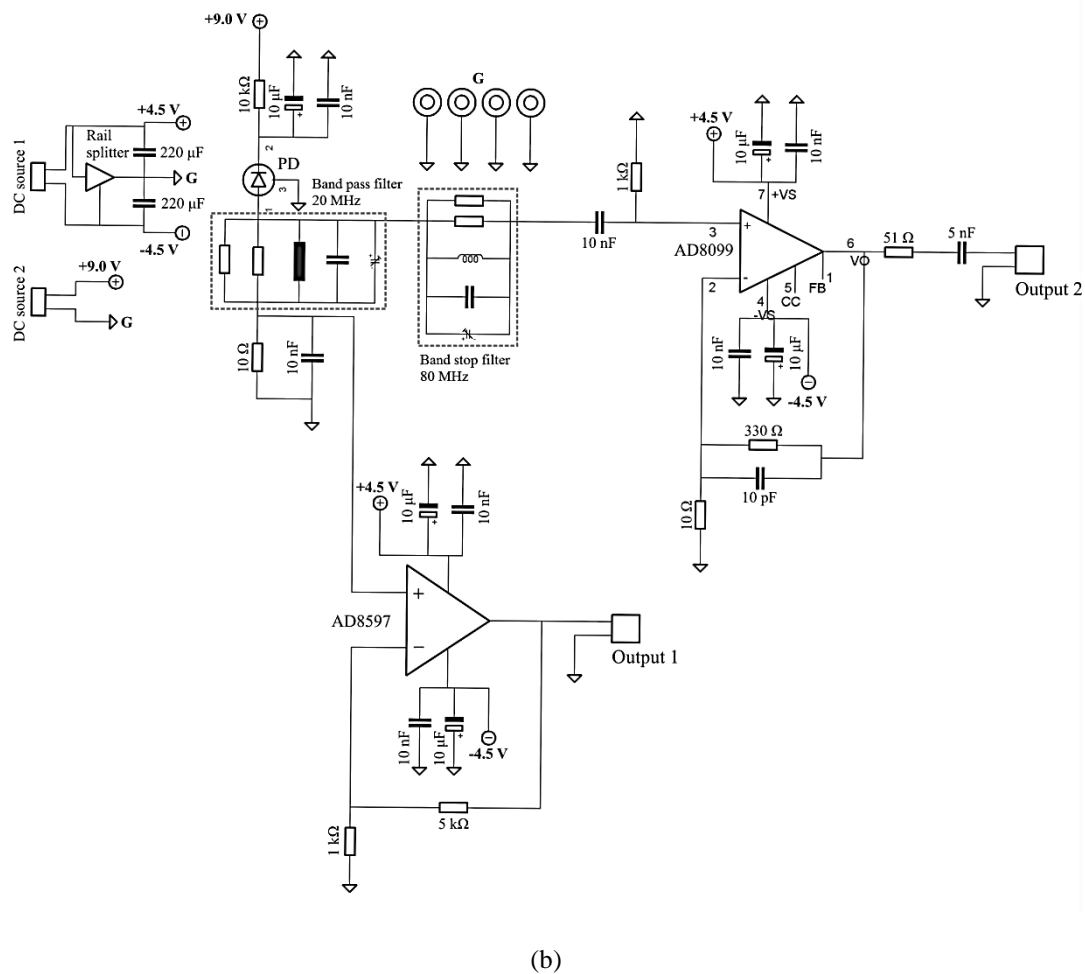 +9.0 V
10 kΩ
10 µF
+
10 nF
2
PD
3
1
G
DC source 1
Rail
splitter
+4.5 V
220 µF
G
220 µF
-4.5 V
DC source 2
+9.0 V
G
Band pass filter
20 MHz
10 Ω
10 nF
Band stop filter
80 MHz
10 nF
1 kΩ
+4.5 V
10 µF
+
10 nF
7 +VS
3
+
AD8099
2
-
6
VO
5
CC
1
FB
4
-VS
51 Ω
5 nF
Output 2
10 nF
+
10 µF
-4.5 V
330 Ω
10 pF
10 Ω
+4.5 V
10 µF
+
10 nF
AD8597
+
−
Output 1
10 nF
10 µF
+
-4.5 V
5 kΩ
1 kΩ
(b)